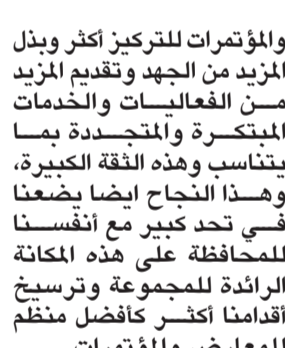 والمؤتمرات للتركيز أكثر وبذل
المزيد من الجهد وتقديم المزيد
من الفعاليات والخدمات
المبتكرة والمتجددة بما
يتناسب وهذه الثقة الكبيرة،
وهذا النجاح ايضا يضعنا
في تحد كبير مع أنفسنا
للمحافظة على هذه المكانة
الرائدة للمجموعة وترسيخ
أقدامنا أكثر كأفضل منظم
للمعارض والمؤتمرات